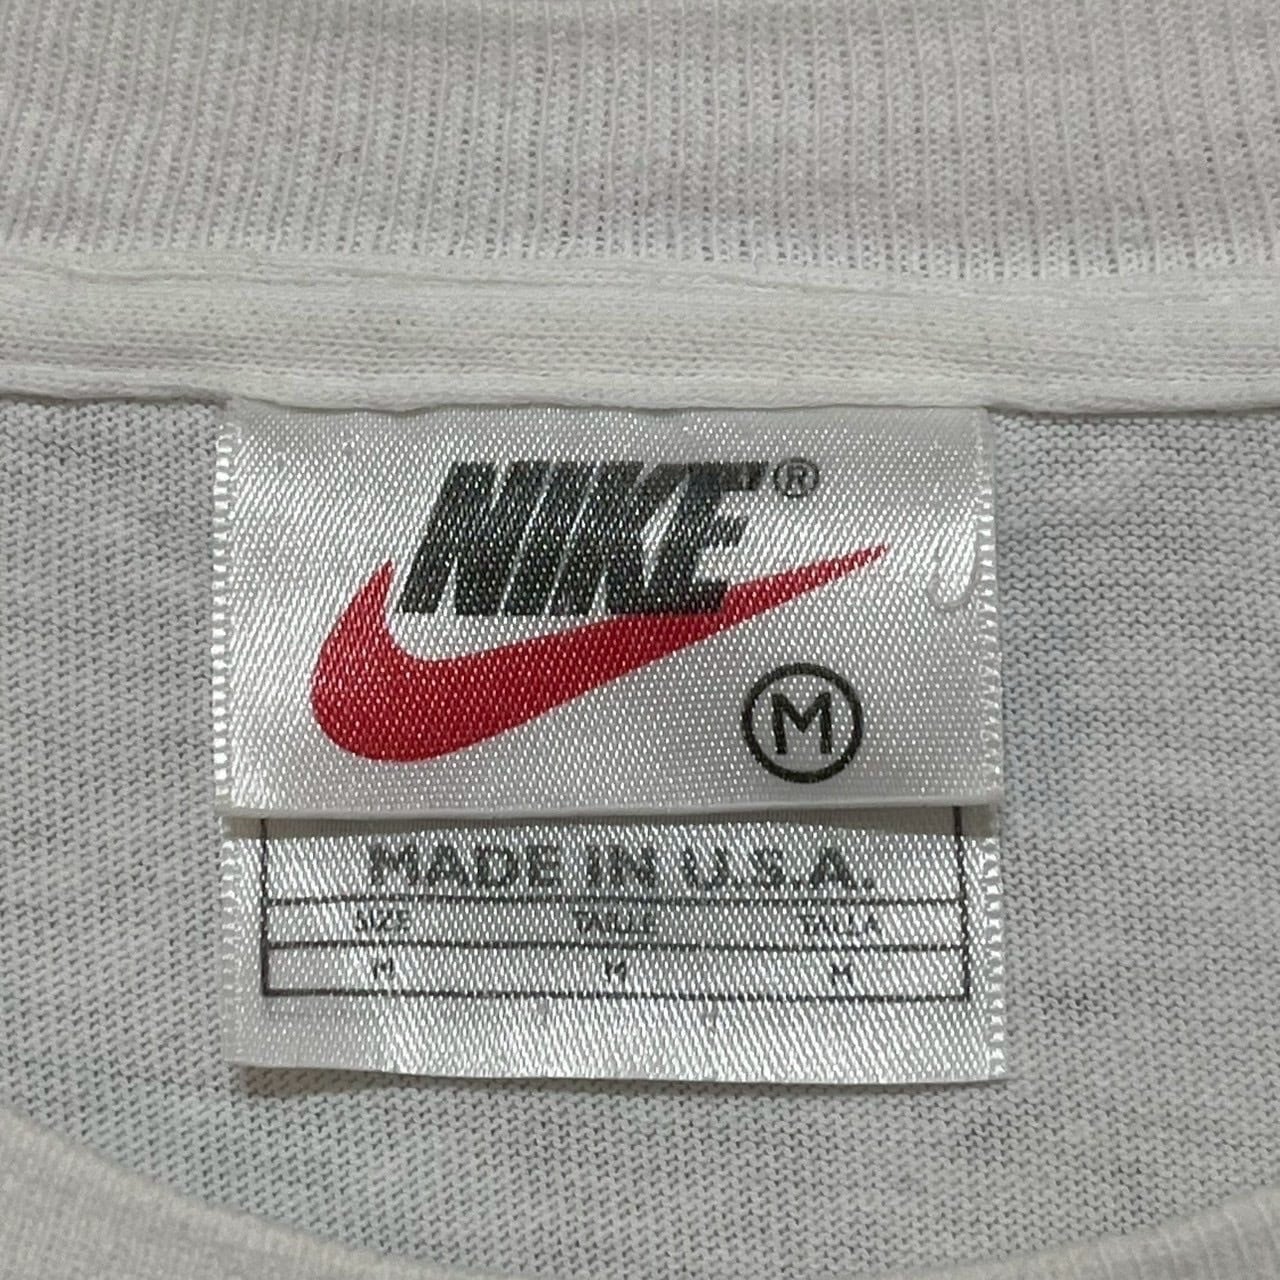 NIKE®
M
MADE IN U.S.A.
SIZE TAILLE TALLA
M M M